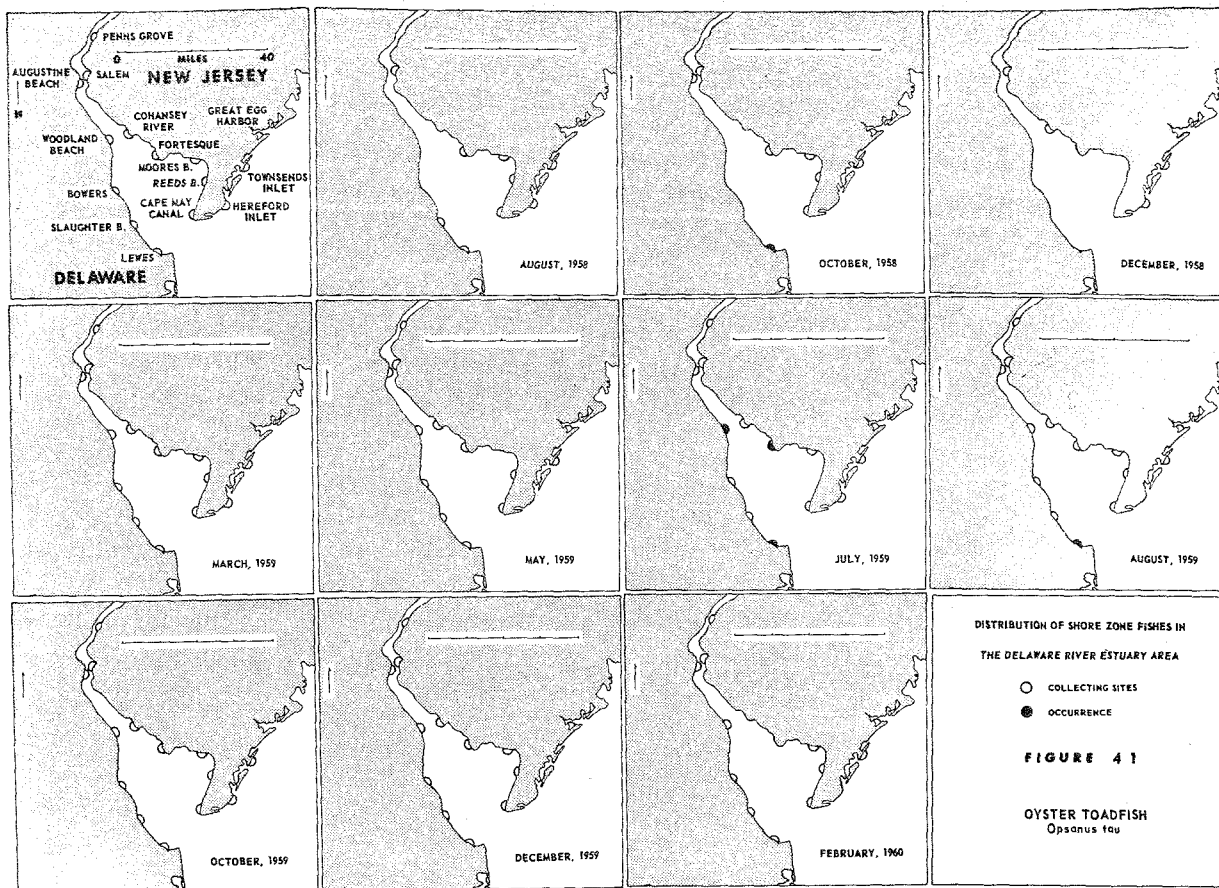 PENNS GROVE
0 MILES 40
AUGUSTINE
BEACH
SALEM
NEW JERSEY
N
COHANSEY
RIVER
GREAT EGG
HARBOR
WOODLAND
BEACH
FORTESQUE
MOORES B.
REEDS B.
TOWNSENDS
INLET
BOWERS
CAPE MAY
CANAL
HEREFORD
INLET
SLAUGHTER B.
LEWES
DELAWARE
AUGUST, 1958
OCTOBER, 1958
DECEMBER, 1958
MARCH, 1959
MAY, 1959
JULY, 1959
AUGUST, 1959
OCTOBER, 1959
DECEMBER, 1959
FEBRUARY, 1960
DISTRIBUTION OF SHORE ZONE FISHES IN
THE DELAWARE RIVER ESTUARY AREA
COLLECTING SITES
OCCURRENCE
FIGURE 41
OYSTER TOADFISH
Opsanus tau